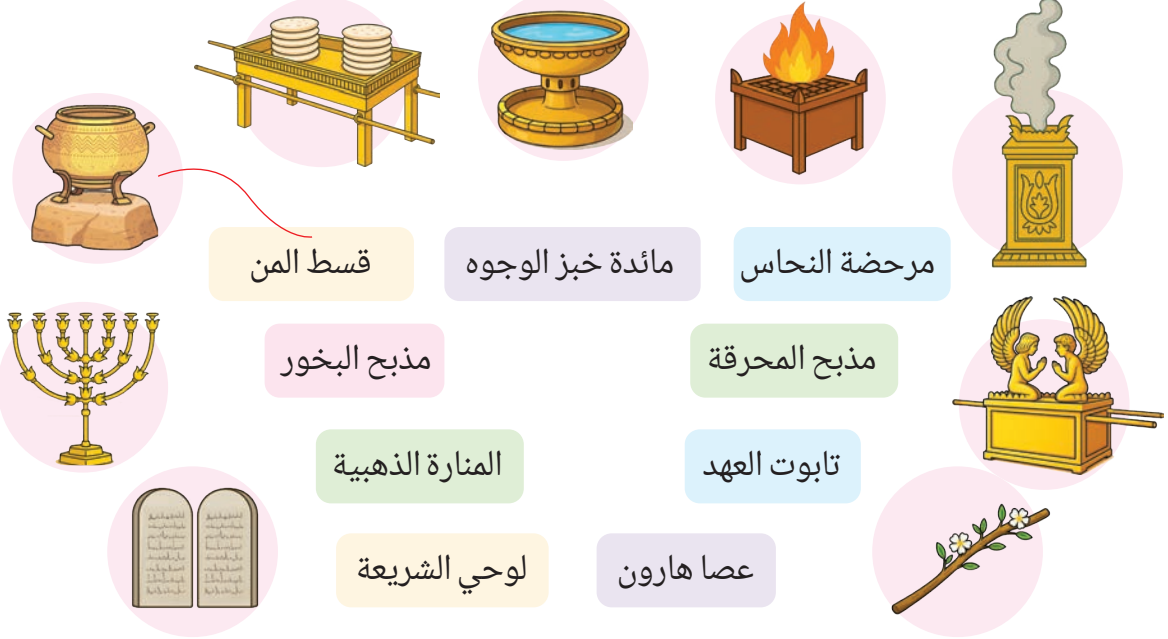 مرحضة النحاس
مائدة خبز الوجوه
قسط المن
مذبح المحرقة
مذبح البخور
تابوت العهد
المنارة الذهبية
عصا هارون
لوحي الشريعة